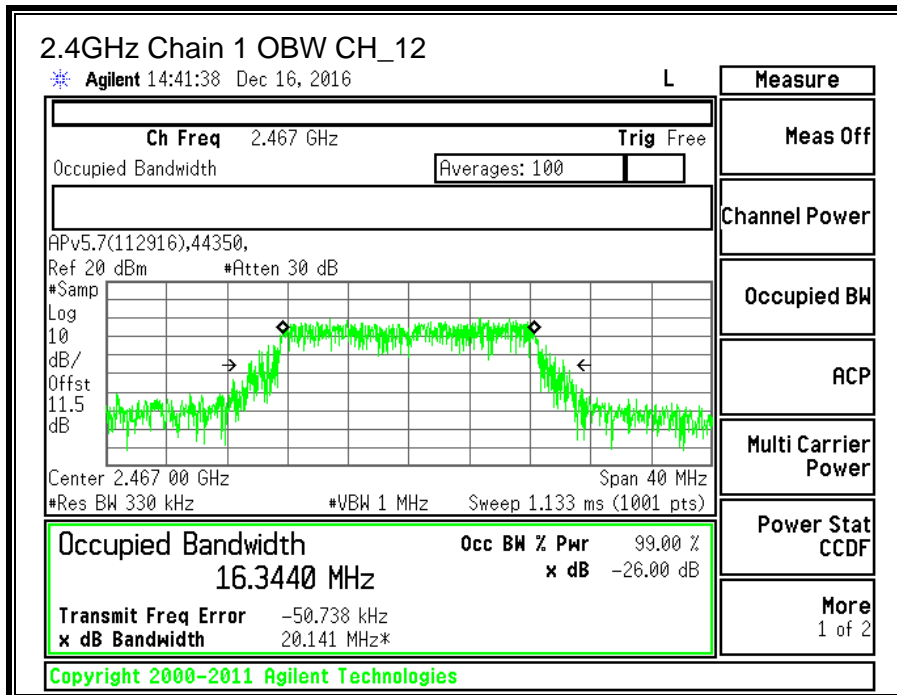 2.4GHz Chain 1 OBW CH_12
Agilent 14:41:38 Dec 16, 2016 L
Measure
Ch Freq 2.467 GHz Trig Free
Meas Off
Occupied Bandwidth Averages: 100
Channel Power
APv5.7(112916),44350,
Ref 20 dBm #Atten 30 dB
#Samp
Log
10
dB/
Offst
11.5
dB
Occupied BW
ACP
Center 2.467 00 GHz Span 40 MHz
#Res BW 330 kHz #VBW 1 MHz Sweep 1.133 ms (1001 pts)
Multi Carrier
Power
Occupied Bandwidth Occ BW % Pwr 99.00 %
16.3440 MHz x dB -26.00 dB
Power Stat
CCDF
Transmit Freq Error -50.738 kHz
x dB Bandwidth 20.141 MHz*
More
1 of 2
Copyright 2000-2011 Agilent Technologies